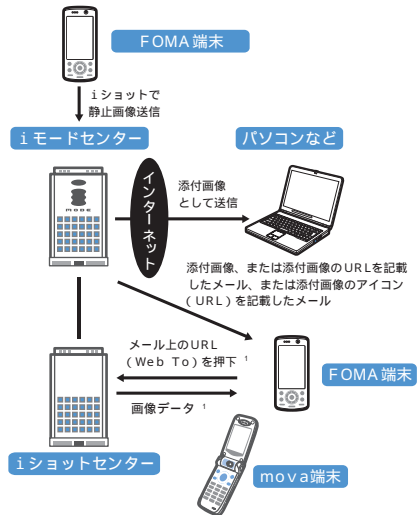 FOMA端末
iショットで
静止画像送信
iモードセンター
パソコンなど
インターネット
添付画像
として送信
MODE
添付画像、または添付画像のURLを記載
したメール、または添付画像のアイコン
(URL)を記載したメール
メール上のURL
(Web To)を押下 1
FOMA端末
画像データ 1
iショットセンター
mova端末